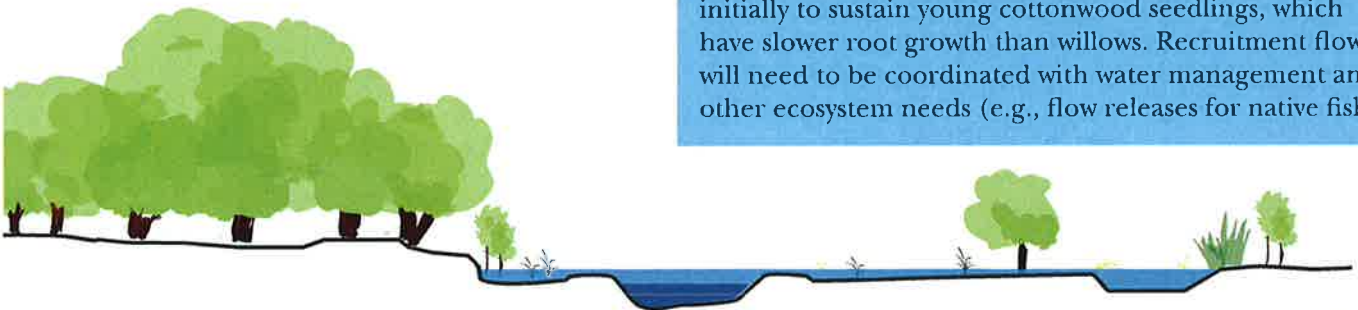 initially to sustain young cottonwood seedlings, which
have slower root growth than willows. Recruitment flow
will need to be coordinated with water management an
other ecosystem needs (e.g., flow releases for native fish